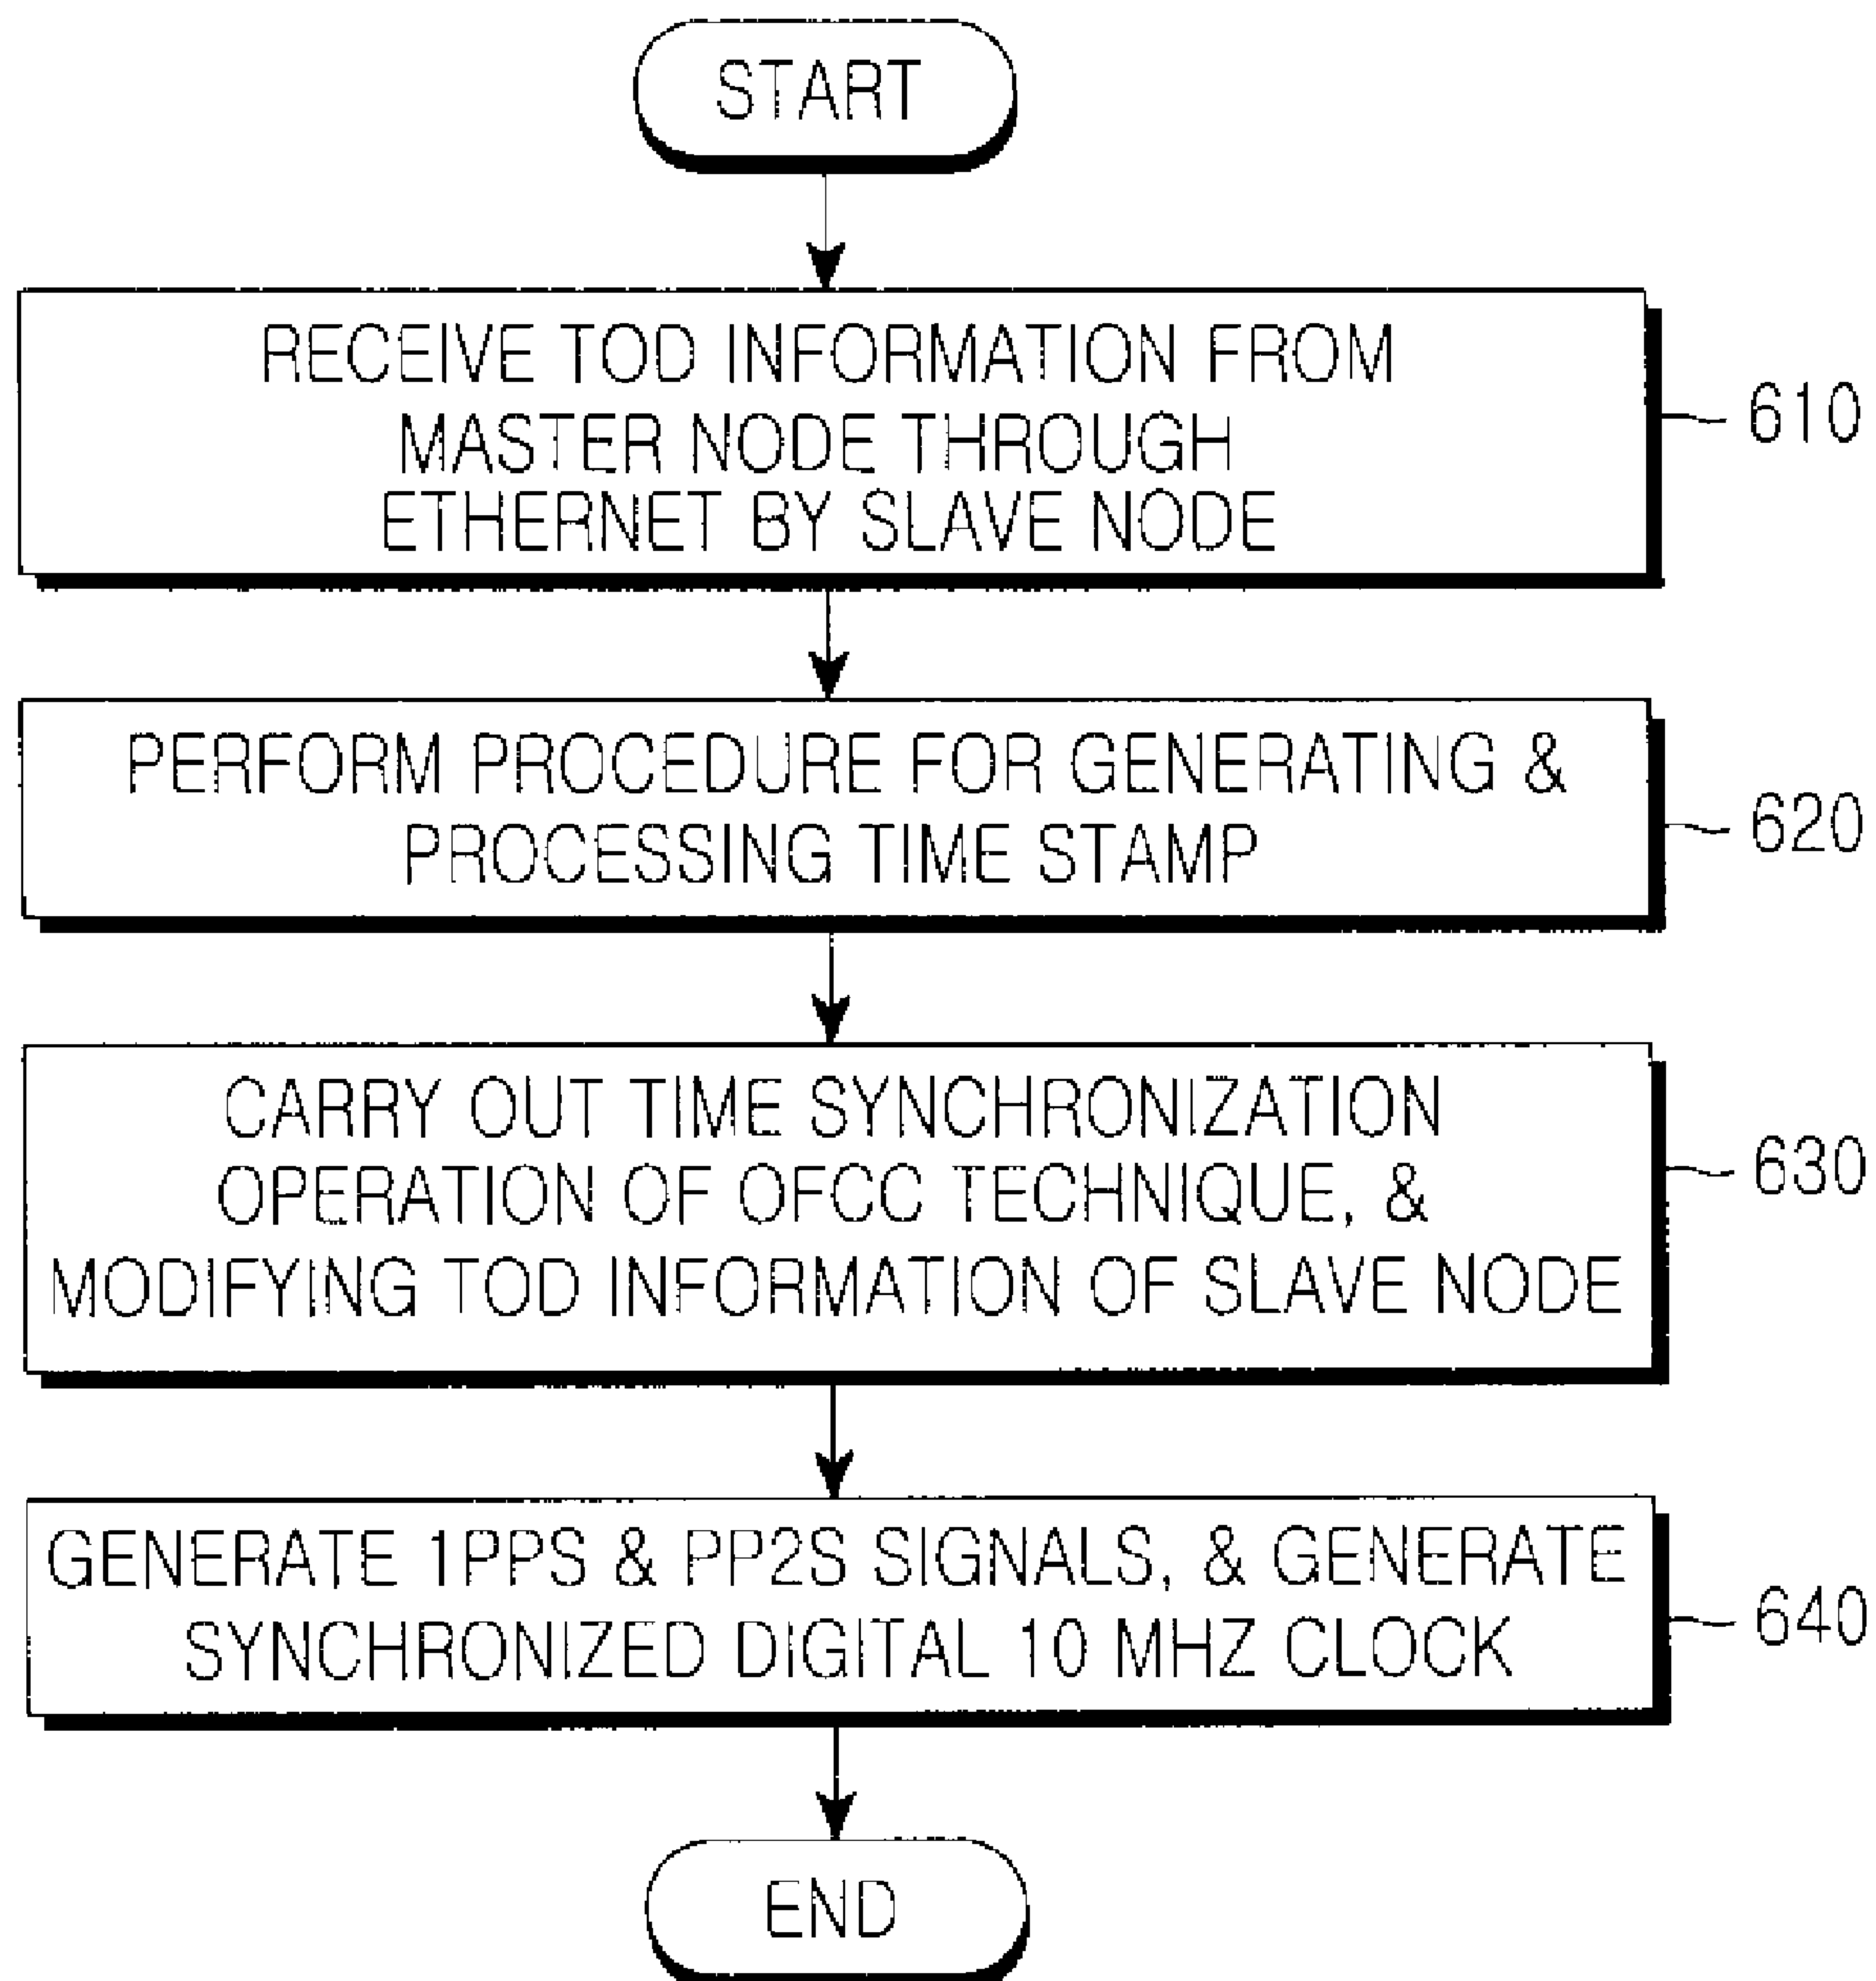 START
RECEIVE TOD INFORMATION FROM
MASTER NODE THROUGH
ETHERNET BY SLAVE NODE
610
PERFORM PROCEDURE FOR GENERATING &
PROCESSING TIME STAMP
620
CARRY OUT TIME SYNCHRONIZATION
OPERATION OF OFCC TECHNIQUE, &
MODIFYING TOD INFORMATION OF SLAVE NODE
630
GENERATE 1PPS & PP2S SIGNALS, & GENERATE
SYNCHRONIZED DIGITAL 10 MHZ CLOCK
640
END